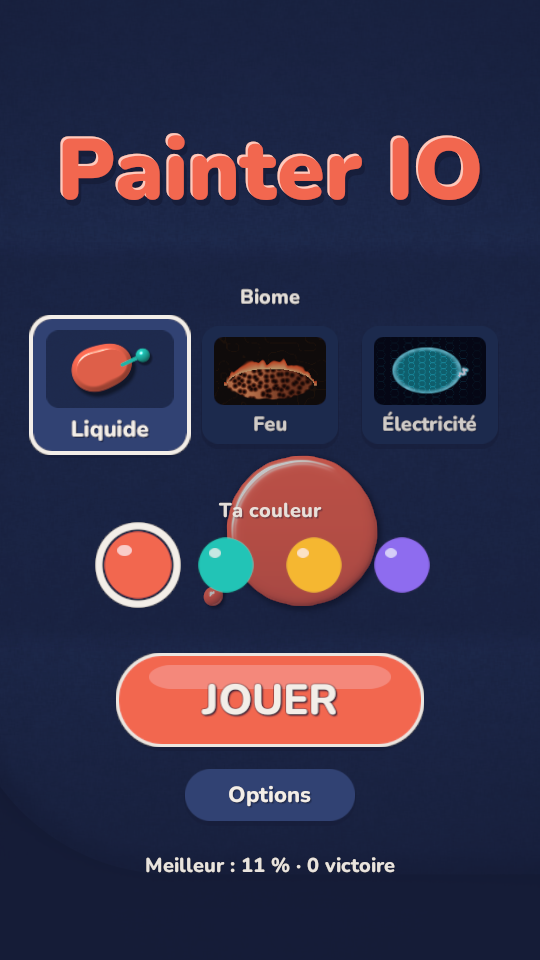 Painter IO
Biome
Liquide
Feu
Électricité
Ta couleur
JOUER
Options
Meilleur : 11 % · 0 victoire